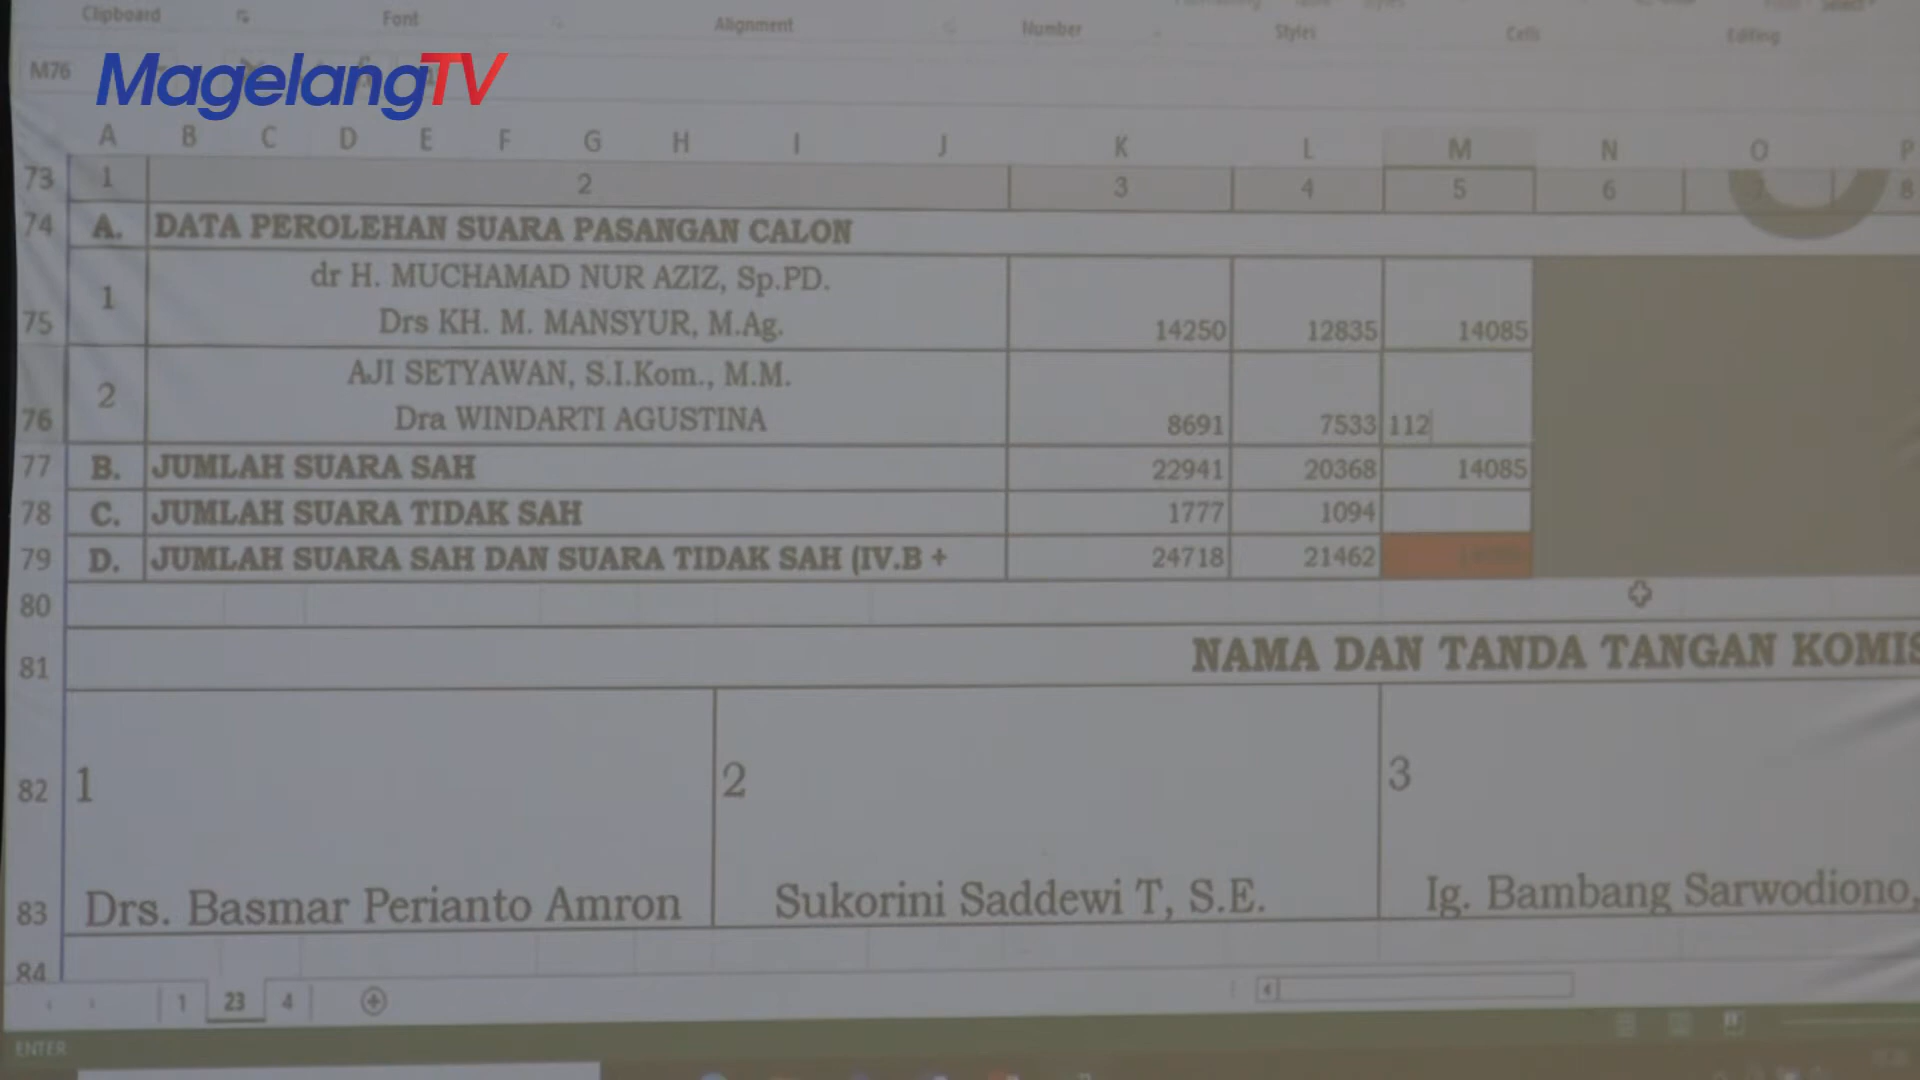 Clipboard Font Alignment Number Styles Cells Editing
M76
MagelangTV
A B C D E F G H I J K L M N O P
73 1 2 3 4 5 6 7 8
74 A. DATA PEROLEHAN SUARA PASANGAN CALON
dr H. MUCHAMAD NUR AZIZ, Sp.PD.
75 1 Drs KH. M. MANSYUR, M.Ag. 14250 12835 14085
AJI SETYAWAN, S.I.Kom., M.M.
76 2 Dra WINDARTI AGUSTINA 8691 7533 112
77 B. JUMLAH SUARA SAH 22941 20368 14085
78 C. JUMLAH SUARA TIDAK SAH 1777 1094
79 D. JUMLAH SUARA SAH DAN SUARA TIDAK SAH (IV.B + 24718 21462
80
81 NAMA DAN TANDA TANGAN KOMIS
82 1 2 3
83 Drs. Basmar Perianto Amron Sukorini Saddewi T, S.E. Ig. Bambang Sarwodiono,
84
1 23 4
ENTER